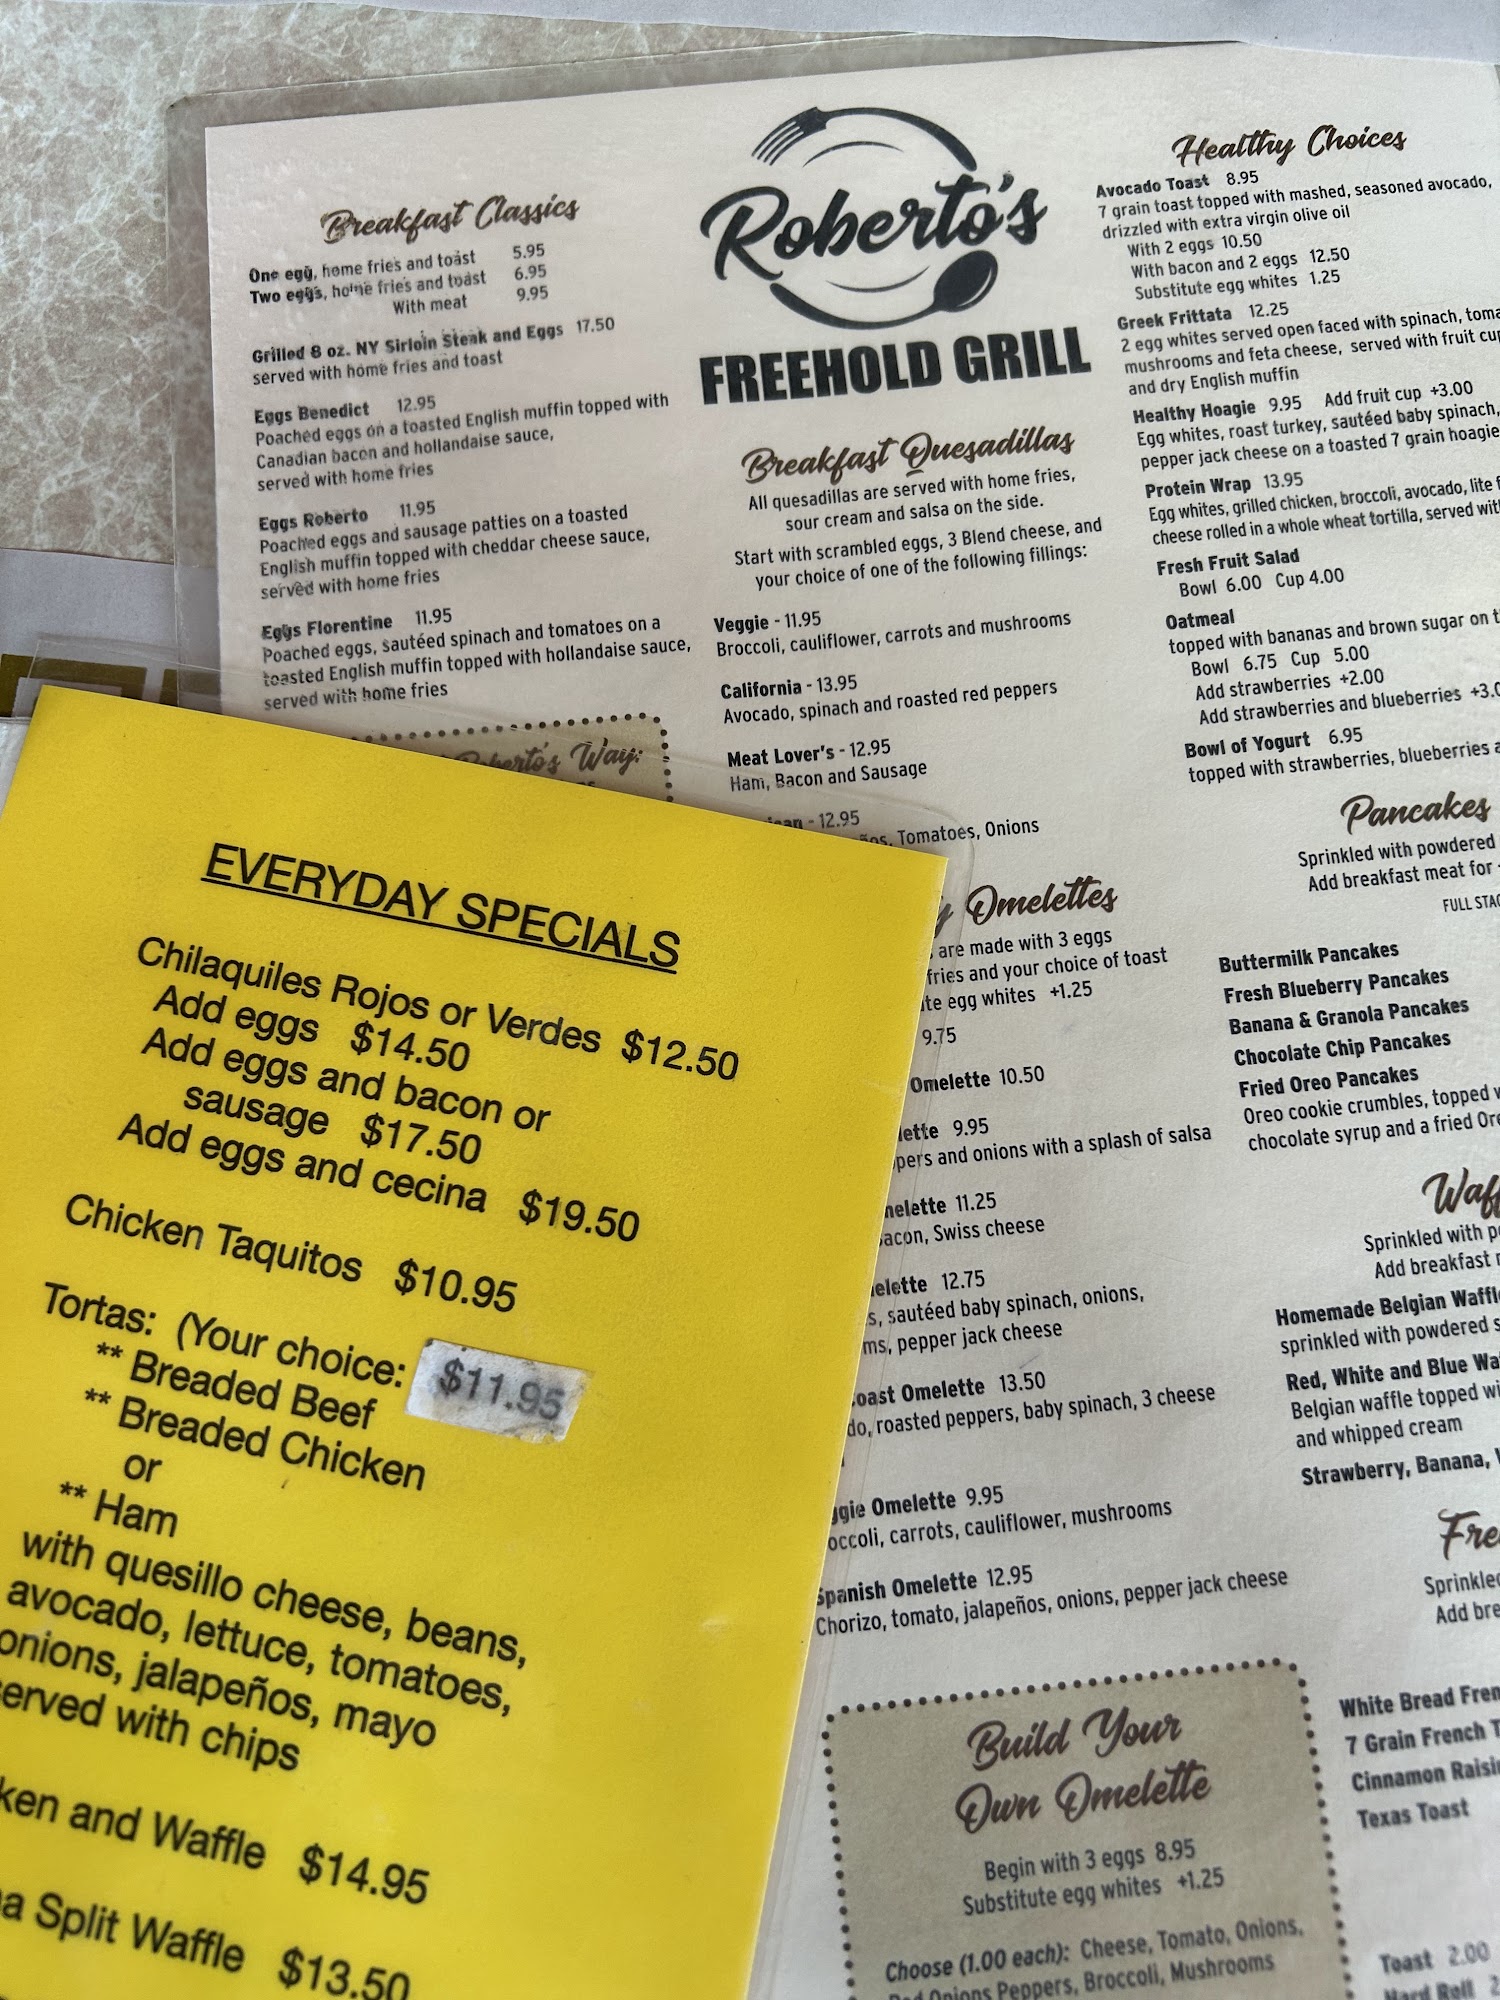 Breakfast Classics
One egg, home fries and toast 5.95
Two eggs, home fries and toast 6.95
With meat 9.95
Grilled 8 oz. NY Sirloin Steak and Eggs 17.50
served with home fries and toast
Eggs Benedict 12.95
Poached eggs on a toasted English muffin topped with
Canadian bacon and hollandaise sauce,
served with home fries
Eggs Roberto 11.95
Poached eggs and sausage patties on a toasted
English muffin topped with cheddar cheese sauce,
served with home fries
Eggs Florentine 11.95
Poached eggs, sautéed spinach and tomatoes on a
toasted English muffin topped with hollandaise sauce,
served with home fries
Roberto's Way:
Roberto's
FREEHOLD GRILL
Breakfast Quesadillas
All quesadillas are served with home fries,
sour cream and salsa on the side.
Start with scrambled eggs, 3 Blend cheese, and
your choice of one of the following fillings:
Veggie - 11.95
Broccoli, cauliflower, carrots and mushrooms
California - 13.95
Avocado, spinach and roasted red peppers
Meat Lover's - 12.95
Ham, Bacon and Sausage
- 12.95
Tomatoes, Onions
Omelettes
are made with 3 eggs
fries and your choice of toast
egg whites +1.25
9.75
Omelette 10.50
9.95
and onions with a splash of salsa
11.25
Swiss cheese
12.75
sautéed baby spinach, onions,
pepper jack cheese
Omelette 13.50
roasted peppers, baby spinach, 3 cheese
Omelette 9.95
carrots, cauliflower, mushrooms
Spanish Omelette 12.95
Chorizo, tomato, jalapeños, onions, pepper jack cheese
Build Your
Own Omelette
Begin with 3 eggs 8.95
Substitute egg whites +1.25
Choose (1.00 each): Cheese, Tomato, Onions,
Onions Peppers, Broccoli, Mushrooms
Healthy Choices
Avocado Toast 8.95
7 grain toast topped with mashed, seasoned avocado,
drizzled with extra virgin olive oil
With 2 eggs 10.50
With bacon and 2 eggs 12.50
Substitute egg whites 1.25
Greek Frittata 12.25
2 egg whites served open faced with spinach,
mushrooms and feta cheese, served with fruit cup
and dry English muffin
Healthy Hoagie 9.95 Add fruit cup +3.00
Egg whites, roast turkey, sautéed baby spinach,
pepper jack cheese on a toasted 7 grain hoagie
Protein Wrap 13.95
Egg whites, grilled chicken, broccoli, avocado, lite
cheese rolled in a whole wheat tortilla, served
Fresh Fruit Salad
Bowl 6.00 Cup 4.00
Oatmeal
topped with bananas and brown sugar on
Bowl 6.75 Cup 5.00
Add strawberries +2.00
Add strawberries and blueberries
Bowl of Yogurt 6.95
topped with strawberries, blueberries
Pancakes
Sprinkled with powdered
Add breakfast meat for
FULL
Buttermilk Pancakes
Fresh Blueberry Pancakes
Banana & Granola Pancakes
Chocolate Chip Pancakes
Fried Oreo Pancakes
Oreo cookie crumbles, topped
chocolate syrup and a fried
Sprinkled with
Add breakfast
Homemade Belgian
sprinkled with powdered
Red, White and Blue
Belgian waffle topped
and whipped cream
Strawberry, Banana,
Add
White Bread
7 Grain French
Cinnamon
Texas Toast
Toast 2.00
Hard Roll
EVERYDAY SPECIALS
Chilaquiles Rojos or Verdes $12.50
Add eggs $14.50
Add eggs and bacon or
sausage $17.50
Add eggs and cecina $19.50
Chicken Taquitos $10.95
Tortas: (Your choice: $11.95
** Breaded Beef
** Breaded Chicken
or
** Ham
with quesillo cheese, beans,
avocado, lettuce, tomatoes,
onions, jalapeños, mayo
served with chips
and Waffle $14.95
Split Waffle $13.50